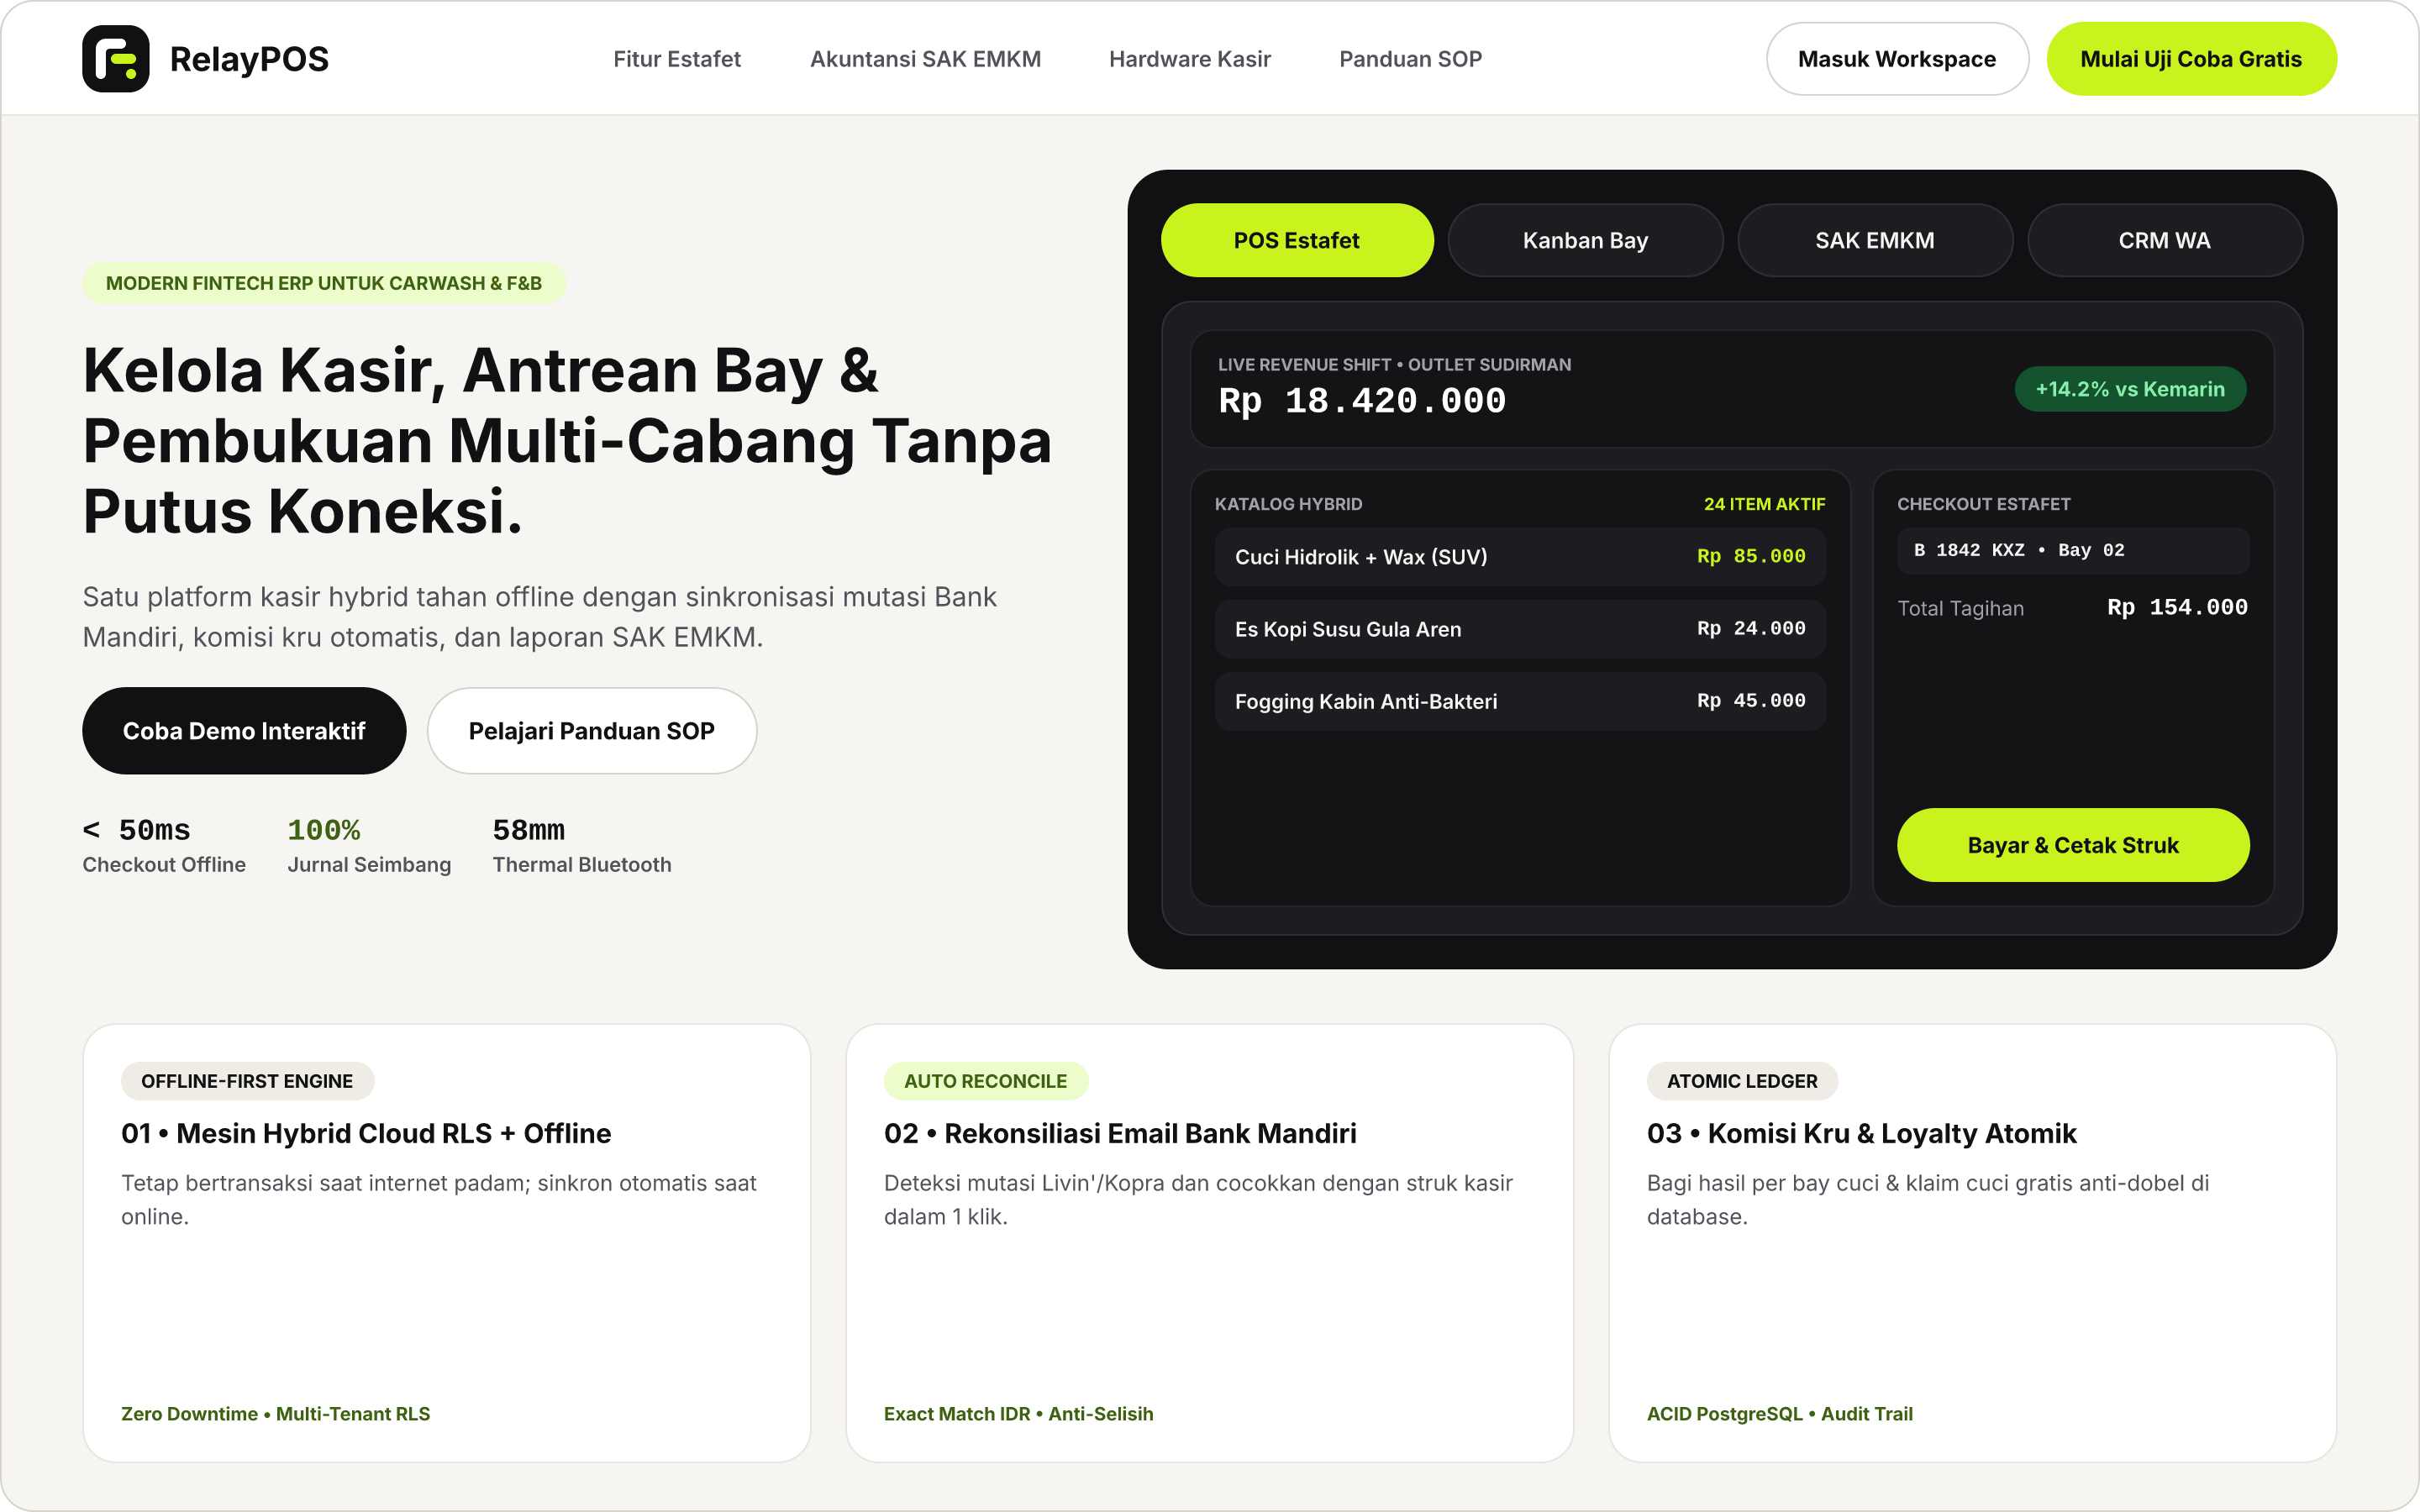 RelayPOS
Fitur Estafet
Akuntansi SAK EMKM
Hardware Kasir
Panduan SOP
Masuk Workspace
Mulai Uji Coba Gratis
MODERN FINTECH ERP UNTUK CARWASH & F&B
Kelola Kasir, Antrean Bay &
Pembukuan Multi-Cabang Tanpa
Putus Koneksi.
Satu platform kasir hybrid tahan offline dengan sinkronisasi mutasi Bank
Mandiri, komisi kru otomatis, dan laporan SAK EMKM.
Coba Demo Interaktif
Pelajari Panduan SOP
< 50ms
Checkout Offline
100%
Jurnal Seimbang
58mm
Thermal Bluetooth
POS Estafet
Kanban Bay
SAK EMKM
CRM WA
LIVE REVENUE SHIFT • OUTLET SUDIRMAN
Rp 18.420.000
+14.2% vs Kemarin
KATALOG HYBRID
24 ITEM AKTIF
Cuci Hidrolik + Wax (SUV)
Rp 85.000
Es Kopi Susu Gula Aren
Rp 24.000
Fogging Kabin Anti-Bakteri
Rp 45.000
CHECKOUT ESTAFET
B 1842 KXZ • Bay 02
Total Tagihan
Rp 154.000
Bayar & Cetak Struk
OFFLINE-FIRST ENGINE
01 • Mesin Hybrid Cloud RLS + Offline
Tetap bertransaksi saat internet padam; sinkron otomatis saat
online.
Zero Downtime • Multi-Tenant RLS
AUTO RECONCILE
02 • Rekonsiliasi Email Bank Mandiri
Deteksi mutasi Livin'/Kopra dan cocokkan dengan struk kasir
dalam 1 klik.
Exact Match IDR • Anti-Selisih
ATOMIC LEDGER
03 • Komisi Kru & Loyalty Atomik
Bagi hasil per bay cuci & klaim cuci gratis anti-dobel di
database.
ACID PostgreSQL • Audit Trail